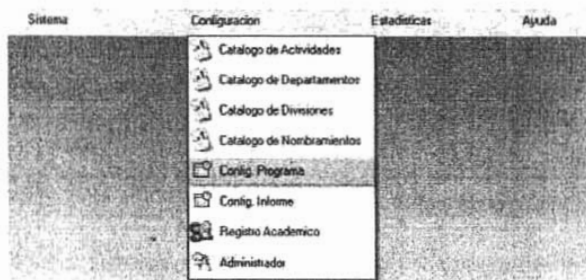 Sistema Configuracion Estadisticas Ayuda
Catalogo de Actividades
Catalogo de Departamentos
Catalogo de Divisiones
Catalogo de Nombramientos
Config. Programa
Config. Informe
Registro Academico
Administrador